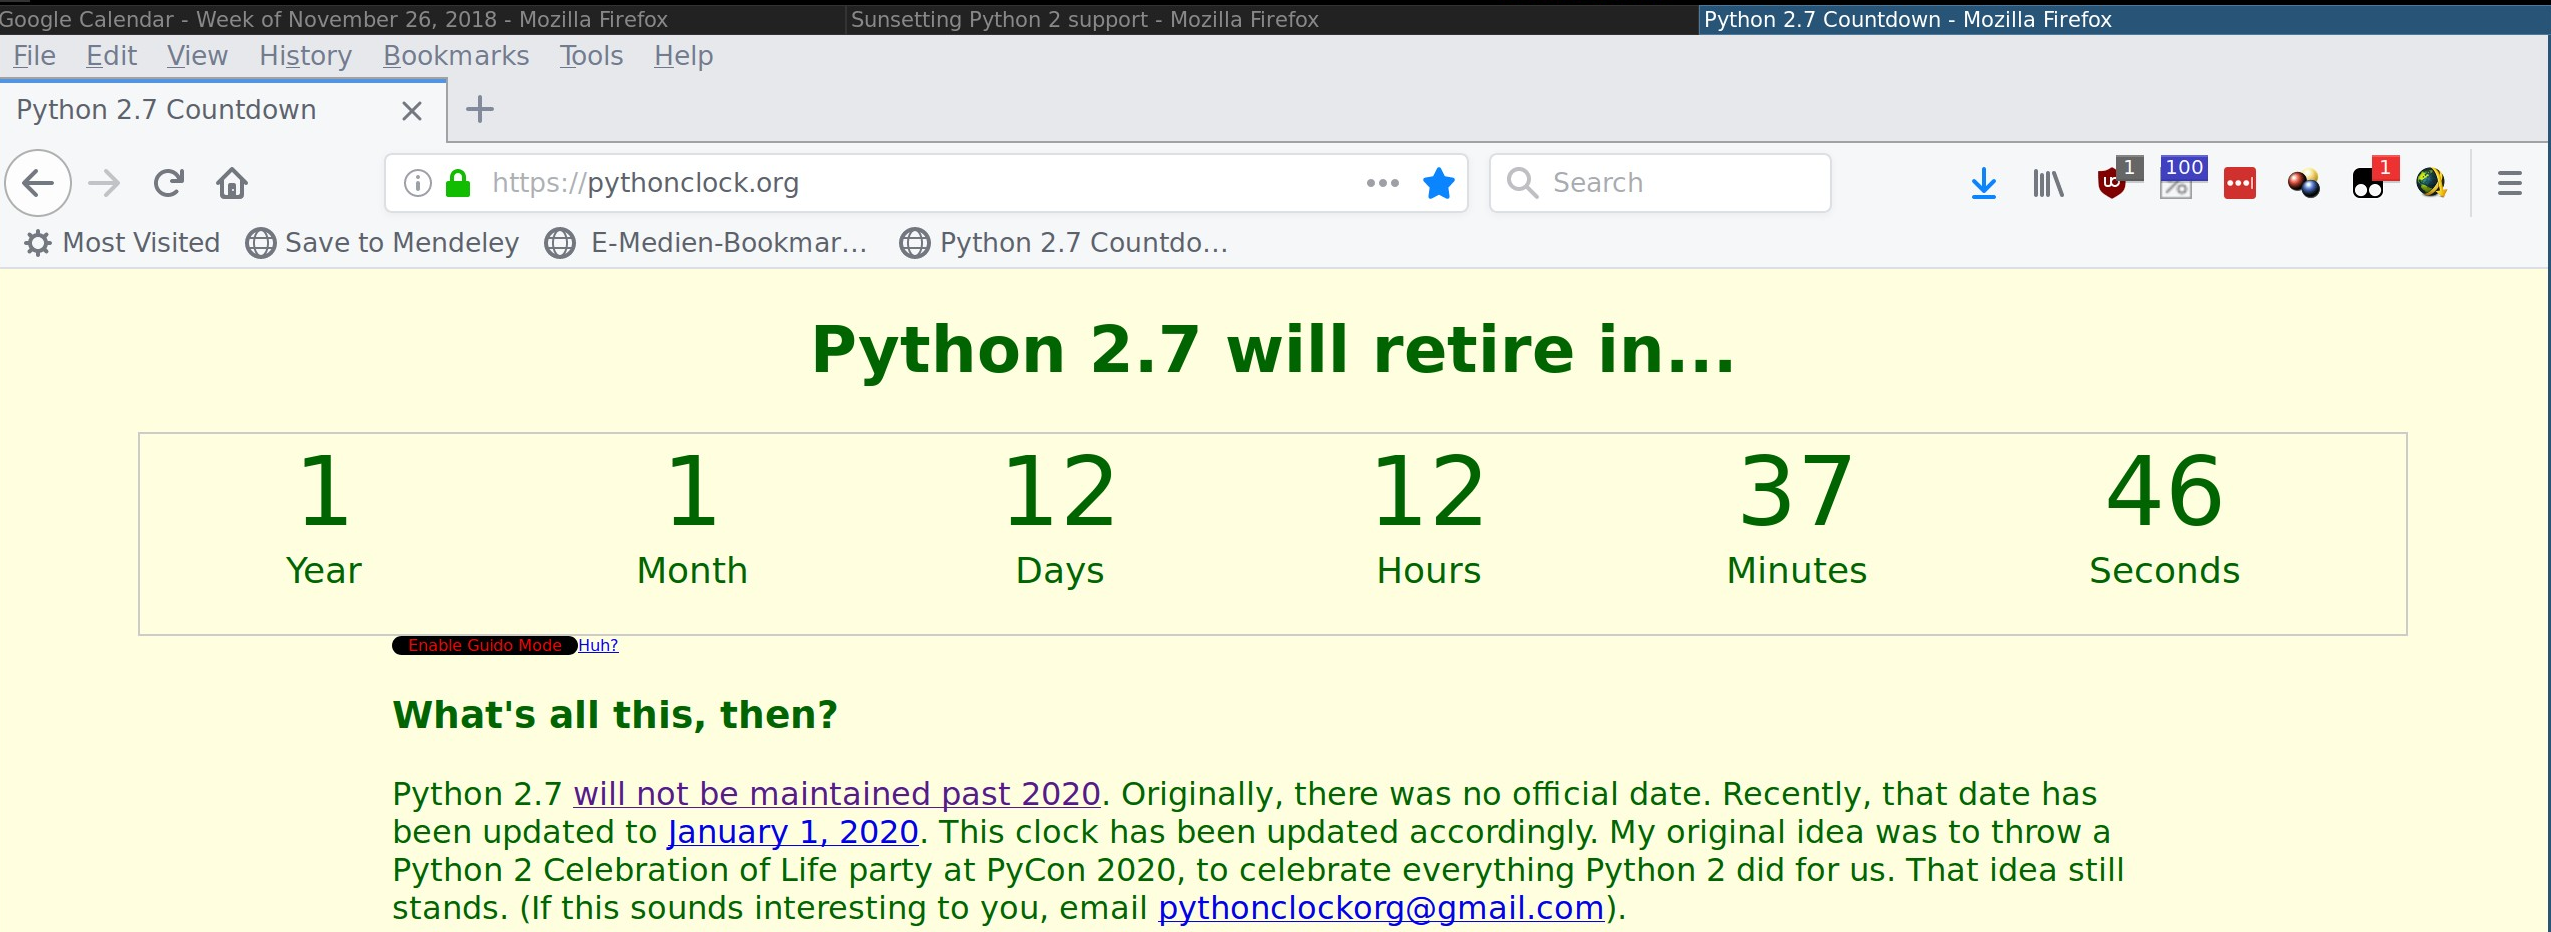 Google Calendar - Week of November 26, 2018 - Mozilla Firefox
Sunsetting Python 2 support - Mozilla Firefox
Python 2.7 Countdown - Mozilla Firefox
File Edit View History Bookmarks Tools Help
Python 2.7 Countdown
https://pythonclock.org
Search
1
100
1
Most Visited
Save to Mendeley
E-Medien-Bookmar…
Python 2.7 Countdo…
Python 2.7 will retire in...
1 1 12 12 37 46
Year Month Days Hours Minutes Seconds
Enable Guido Mode Huh?
What's all this, then?
Python 2.7 will not be maintained past 2020. Originally, there was no official date. Recently, that date has
been updated to January 1, 2020. This clock has been updated accordingly. My original idea was to throw a
Python 2 Celebration of Life party at PyCon 2020, to celebrate everything Python 2 did for us. That idea still
stands. (If this sounds interesting to you, email pythonclockorg@gmail.com).